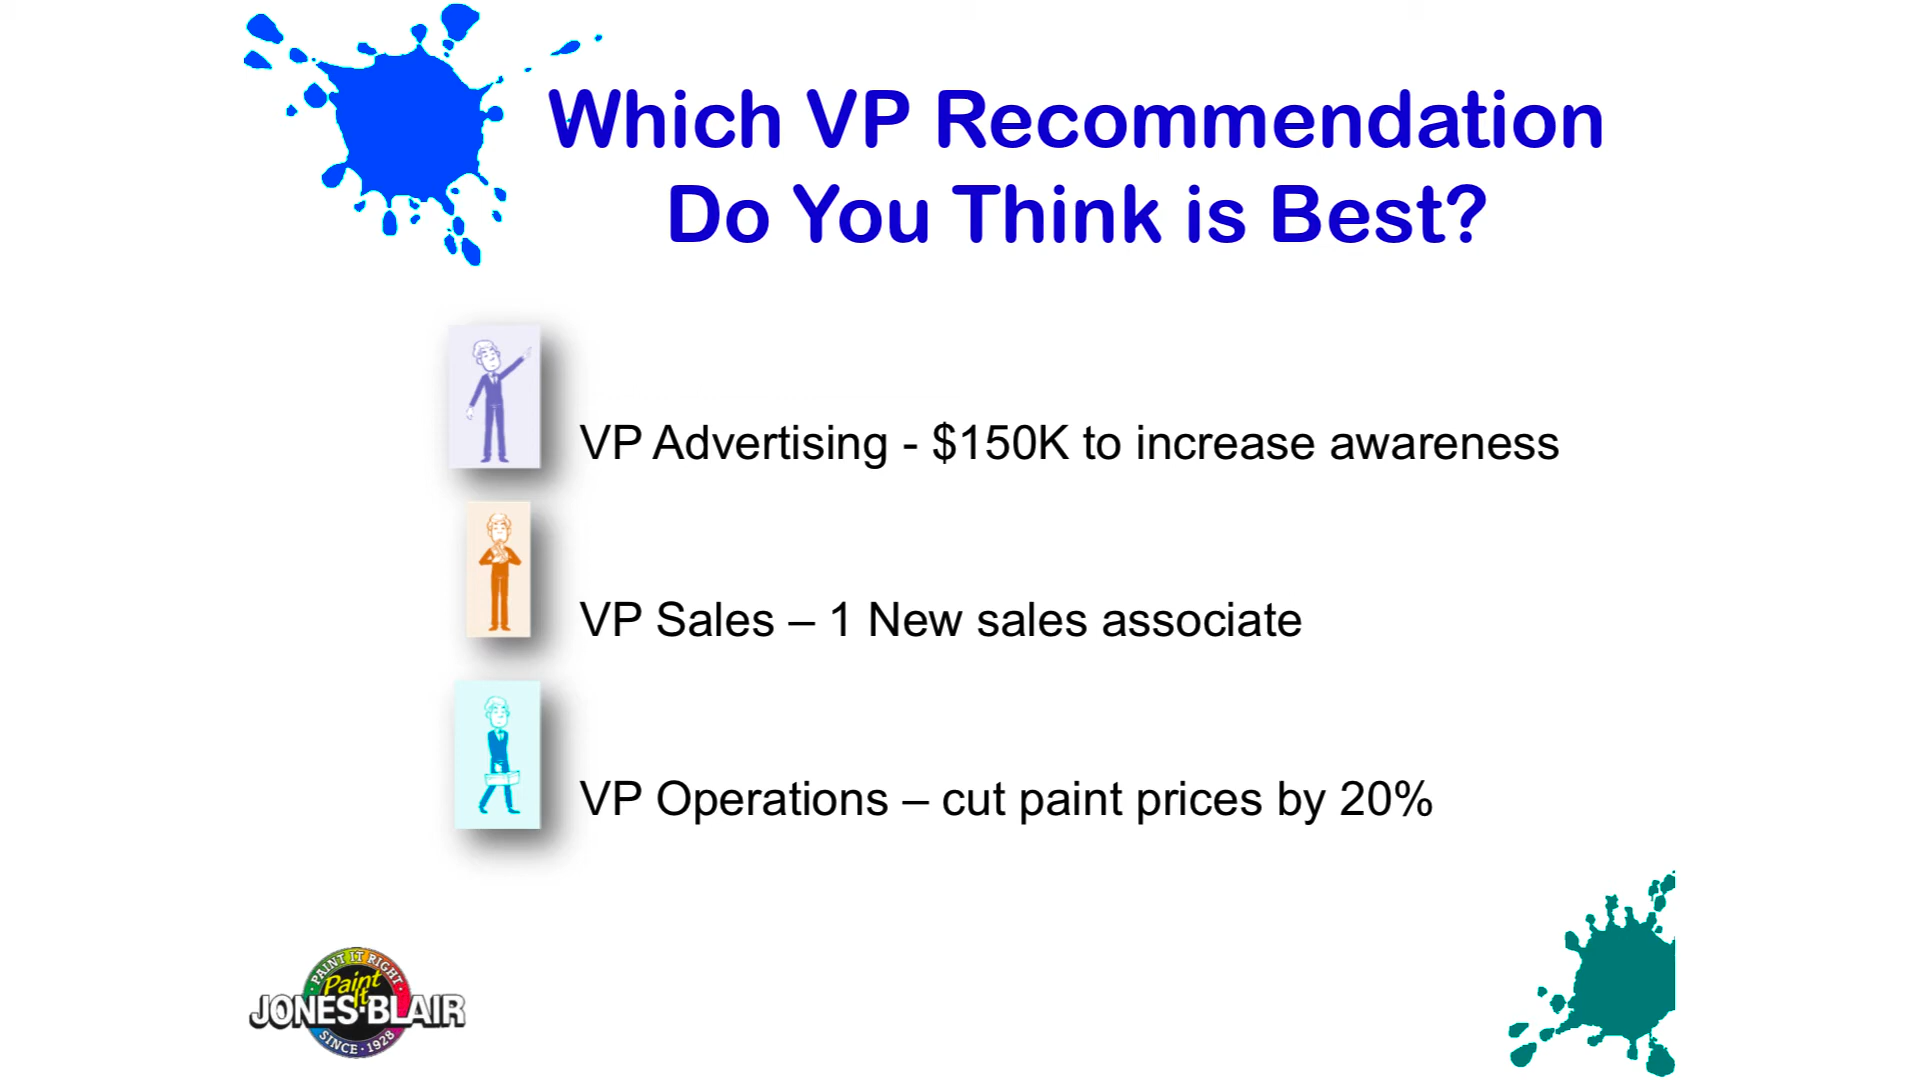 Which VP Recommendation
Do You Think is Best?
VP Advertising - $150K to increase awareness
VP Sales – 1 New sales associate
VP Operations – cut paint prices by 20%
PAINT IT RIGHT
Paint
It
JONES·BLAIR
SINCE · 1928